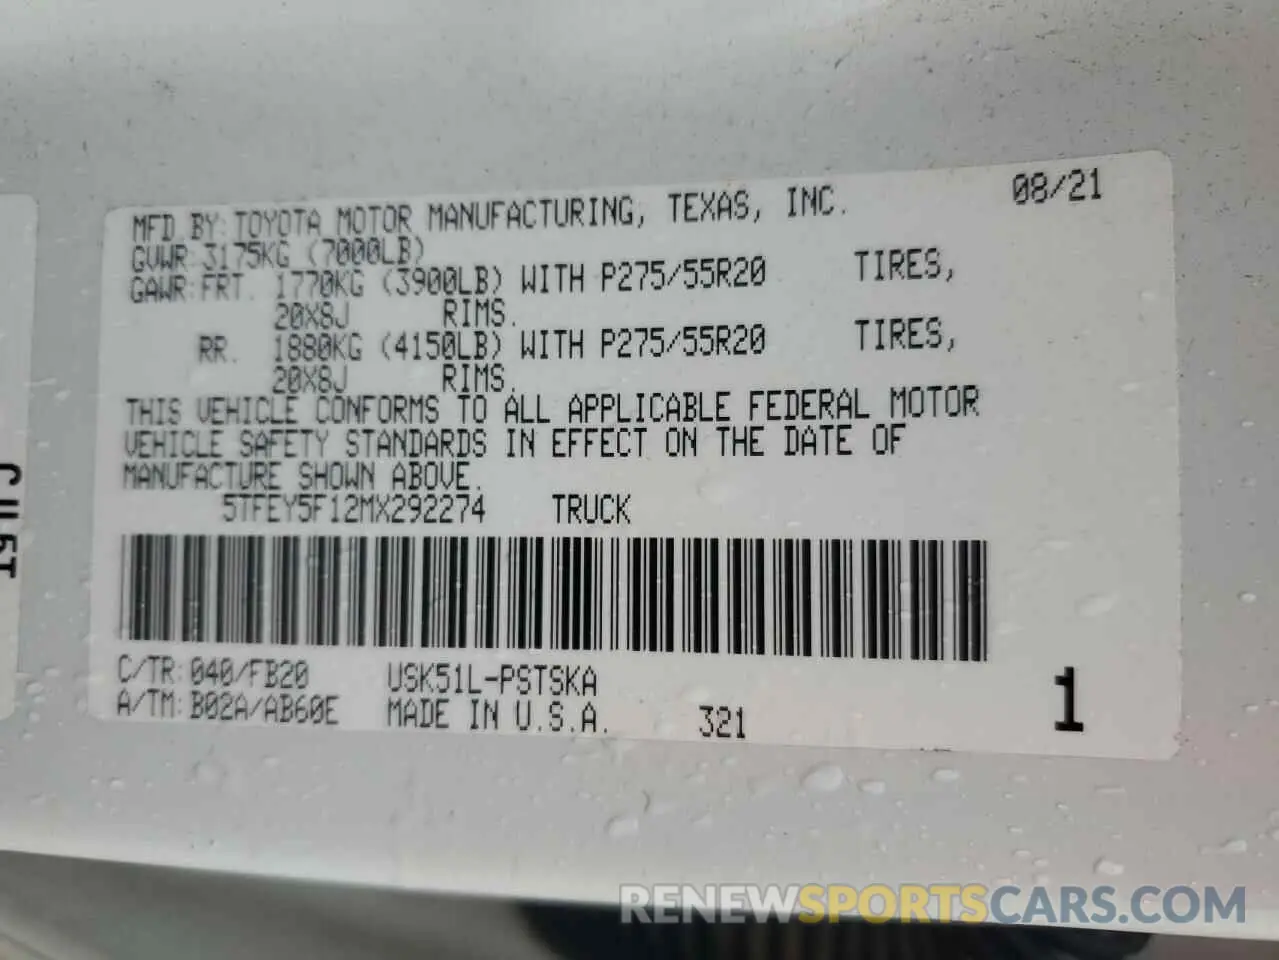 MFD. BY: TOYOTA MOTOR MANUFACTURING, TEXAS, INC. 08/21
GVWR: 3175KG (7000LB)
GAWR: FRT. 1770KG (3900LB) WITH P275/55R20 TIRES,
20X8J RIMS.
RR. 1880KG (4150LB) WITH P275/55R20 TIRES,
20X8J RIMS.
THIS VEHICLE CONFORMS TO ALL APPLICABLE FEDERAL MOTOR
VEHICLE SAFETY STANDARDS IN EFFECT ON THE DATE OF
MANUFACTURE SHOWN ABOVE.
5TFEY5F12MX292274 TRUCK
C/TR: 040/FB20 USK51L-PSTSKA
A/TM: B02A/AB60E MADE IN U.S.A. 321 1
RENEWSPORTSCARS.COM